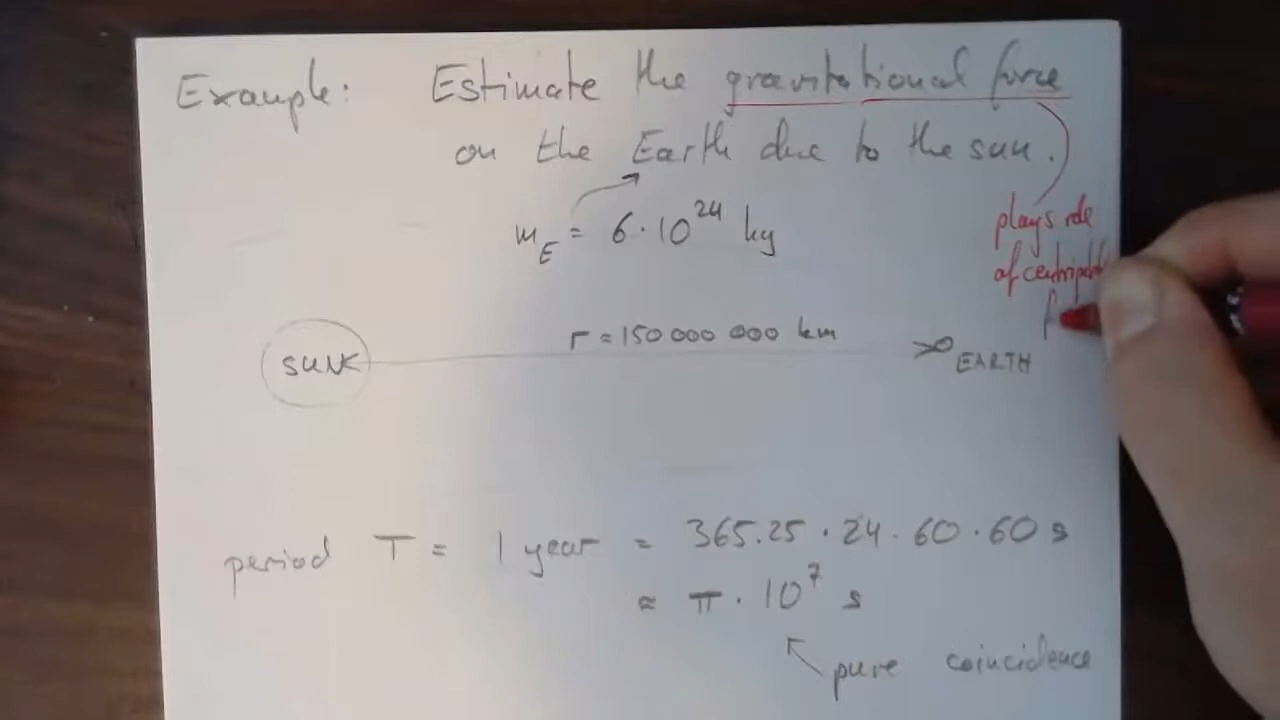 Example: Estimate the gravitational force
on the Earth due to the sun.
m_E = 6·10^24 kg
plays role
of centripetal
r = 150 000 000 km
SUN
EARTH
period T = 1 year = 365.25 · 24 · 60 · 60 s
≈ π · 10^7 s
pure coincidence